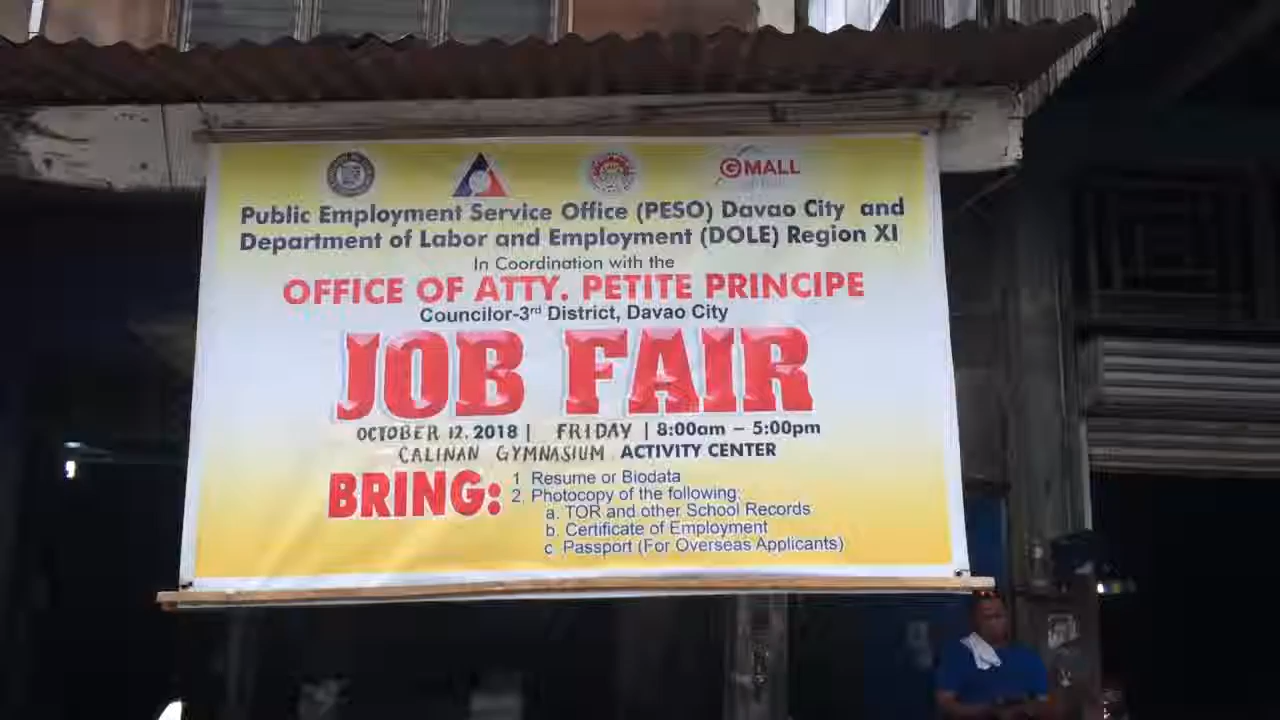 GMALL
Public Employment Service Office (PESO) Davao City and
Department of Labor and Employment (DOLE) Region XI
In Coordination with the
OFFICE OF ATTY. PETITE PRINCIPE
Councilor-3rd District, Davao City
JOB FAIR
OCTOBER 12, 2018 | FRIDAY | 8:00am – 5:00pm
CALINAN GYMNASIUM ACTIVITY CENTER
BRING: 1 Resume or Biodata
2. Photocopy of the following:
a. TOR and other School Records
b. Certificate of Employment
c Passport (For Overseas Applicants)